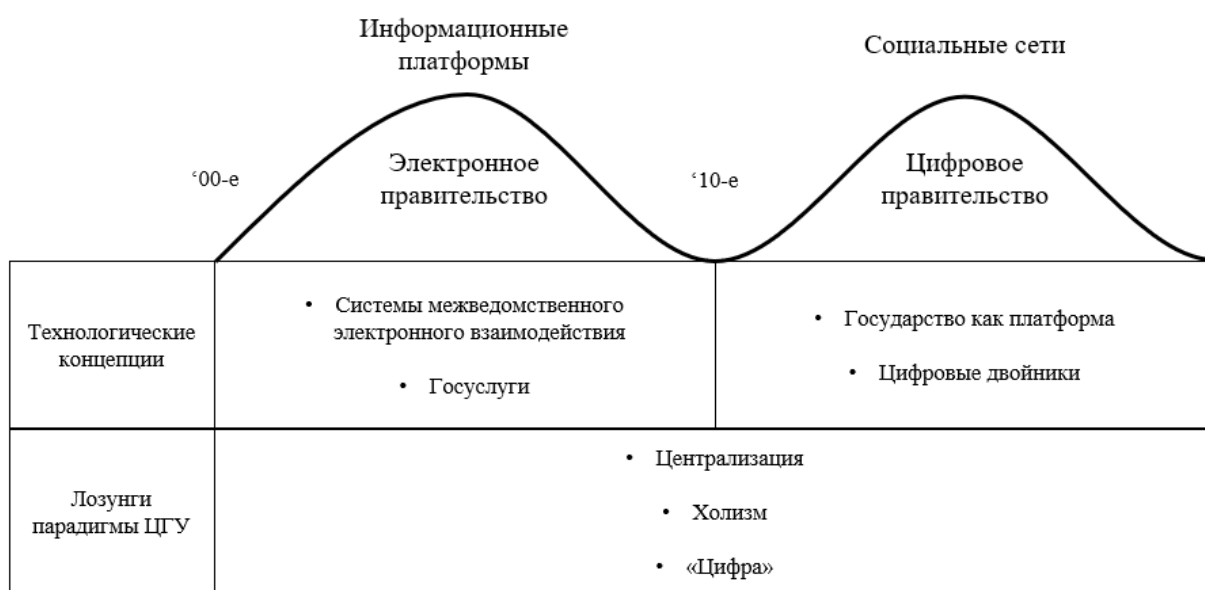 Информационные
платформы
Социальные сети
‘00-е
Электронное
правительство
‘10-е
Цифровое
правительство
Технологические
концепции
• Системы межведомственного
электронного взаимодействия
• Госуслуги
• Государство как платформа
• Цифровые двойники
Лозунги
парадигмы ЦГУ
• Централизация
• Холизм
• «Цифра»